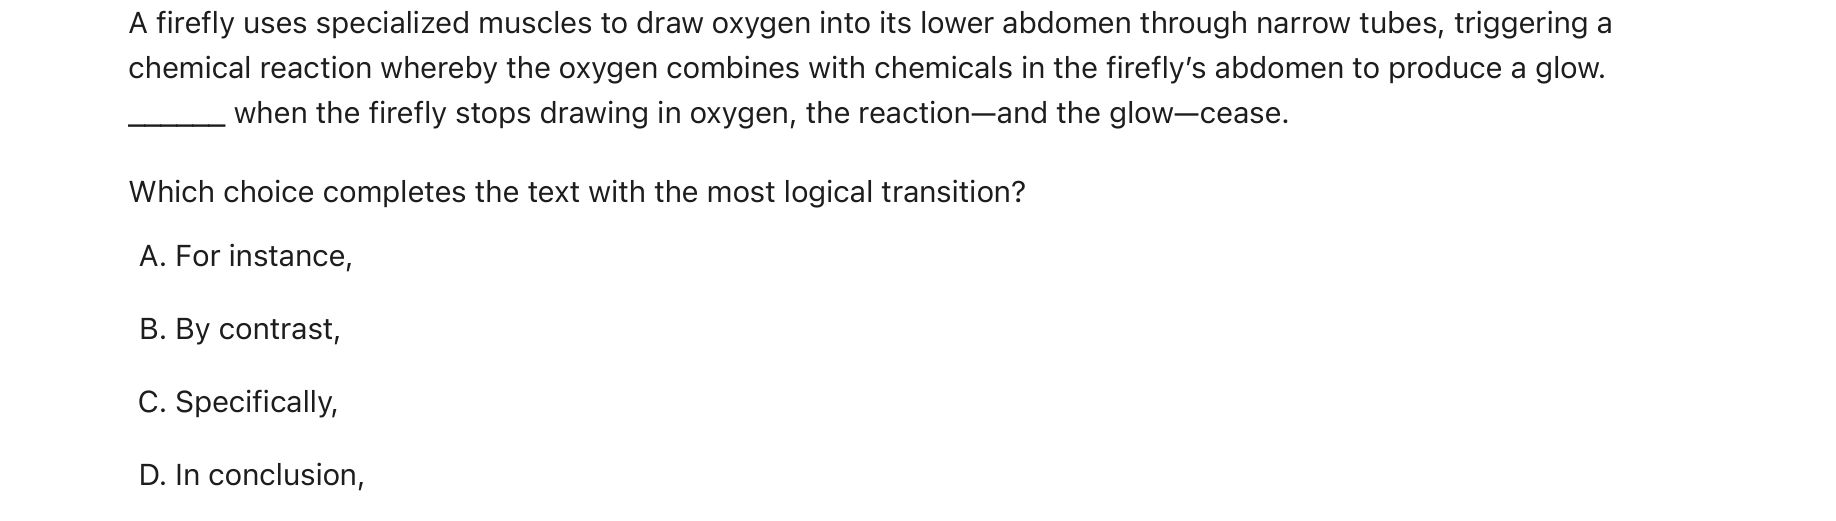 A firefly uses specialized muscles to draw oxygen into its lower abdomen through narrow tubes, triggering a
chemical reaction whereby the oxygen combines with chemicals in the firefly’s abdomen to produce a glow.
______ when the firefly stops drawing in oxygen, the reaction—and the glow—cease.
Which choice completes the text with the most logical transition?
A. For instance,
B. By contrast,
C. Specifically,
D. In conclusion,